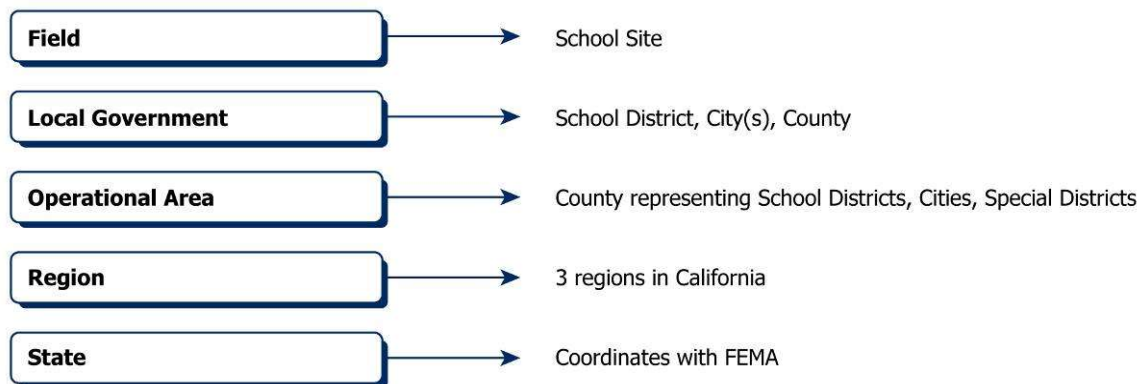 Field
School Site
Local Government
School District, City(s), County
Operational Area
County representing School Districts, Cities, Special Districts
Region
3 regions in California
State
Coordinates with FEMA